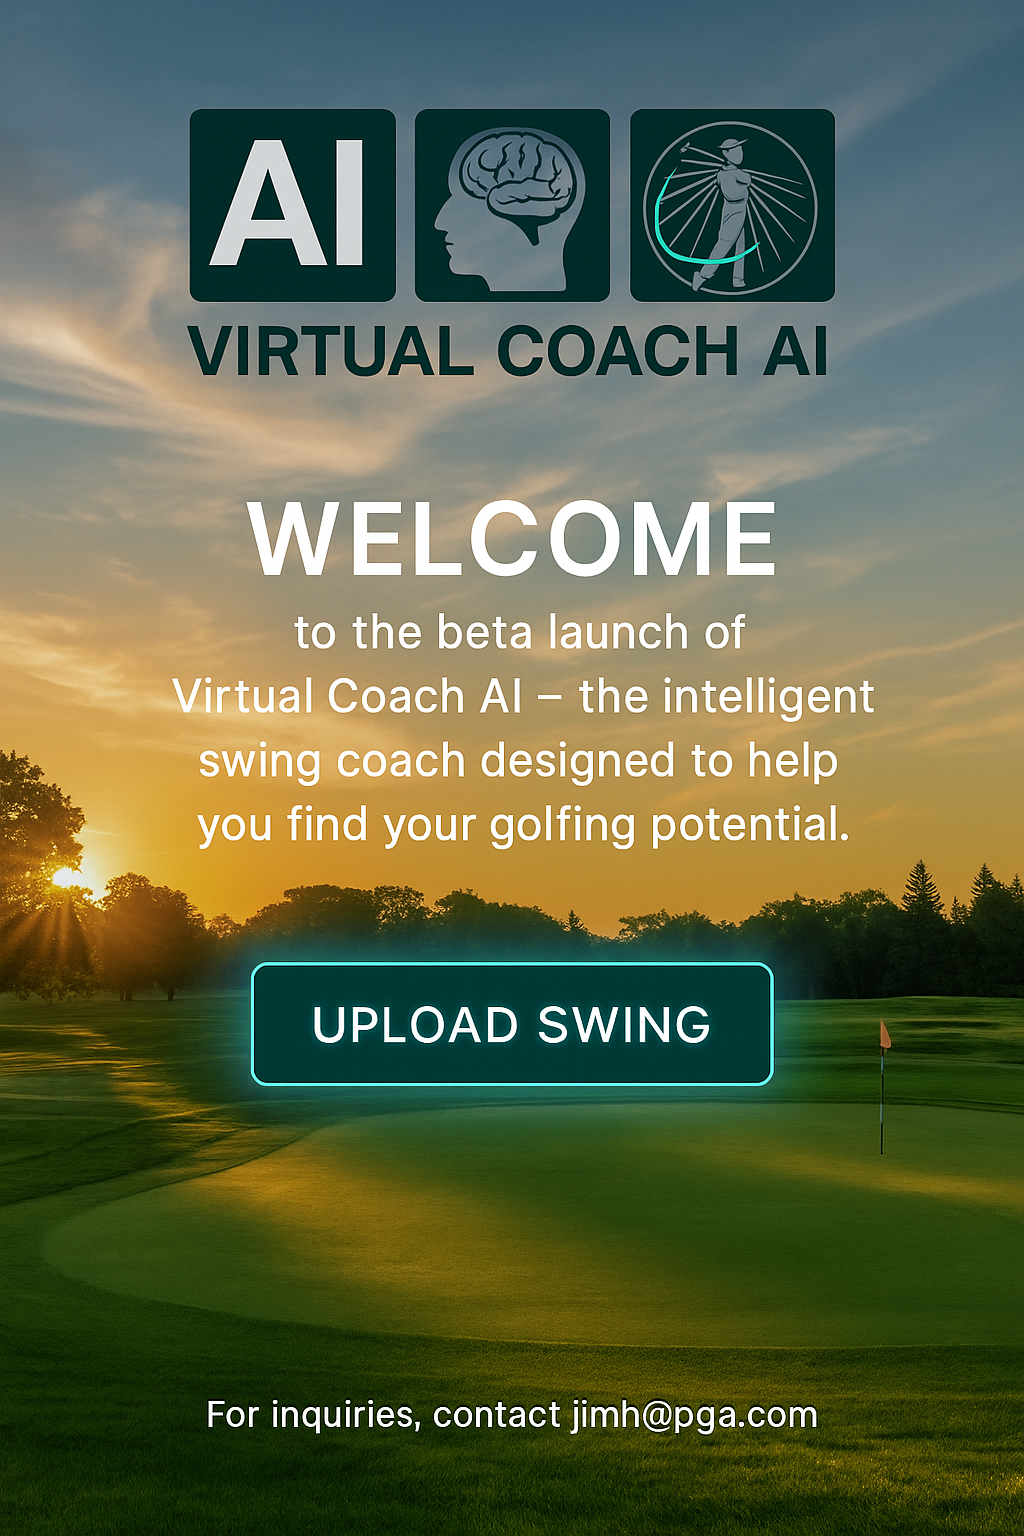 AI
VIRTUAL COACH AI
WELCOME
to the beta launch of
Virtual Coach AI – the intelligent
swing coach designed to help
you find your golfing potential.
UPLOAD SWING
For inquiries, contact jimh@pga.com